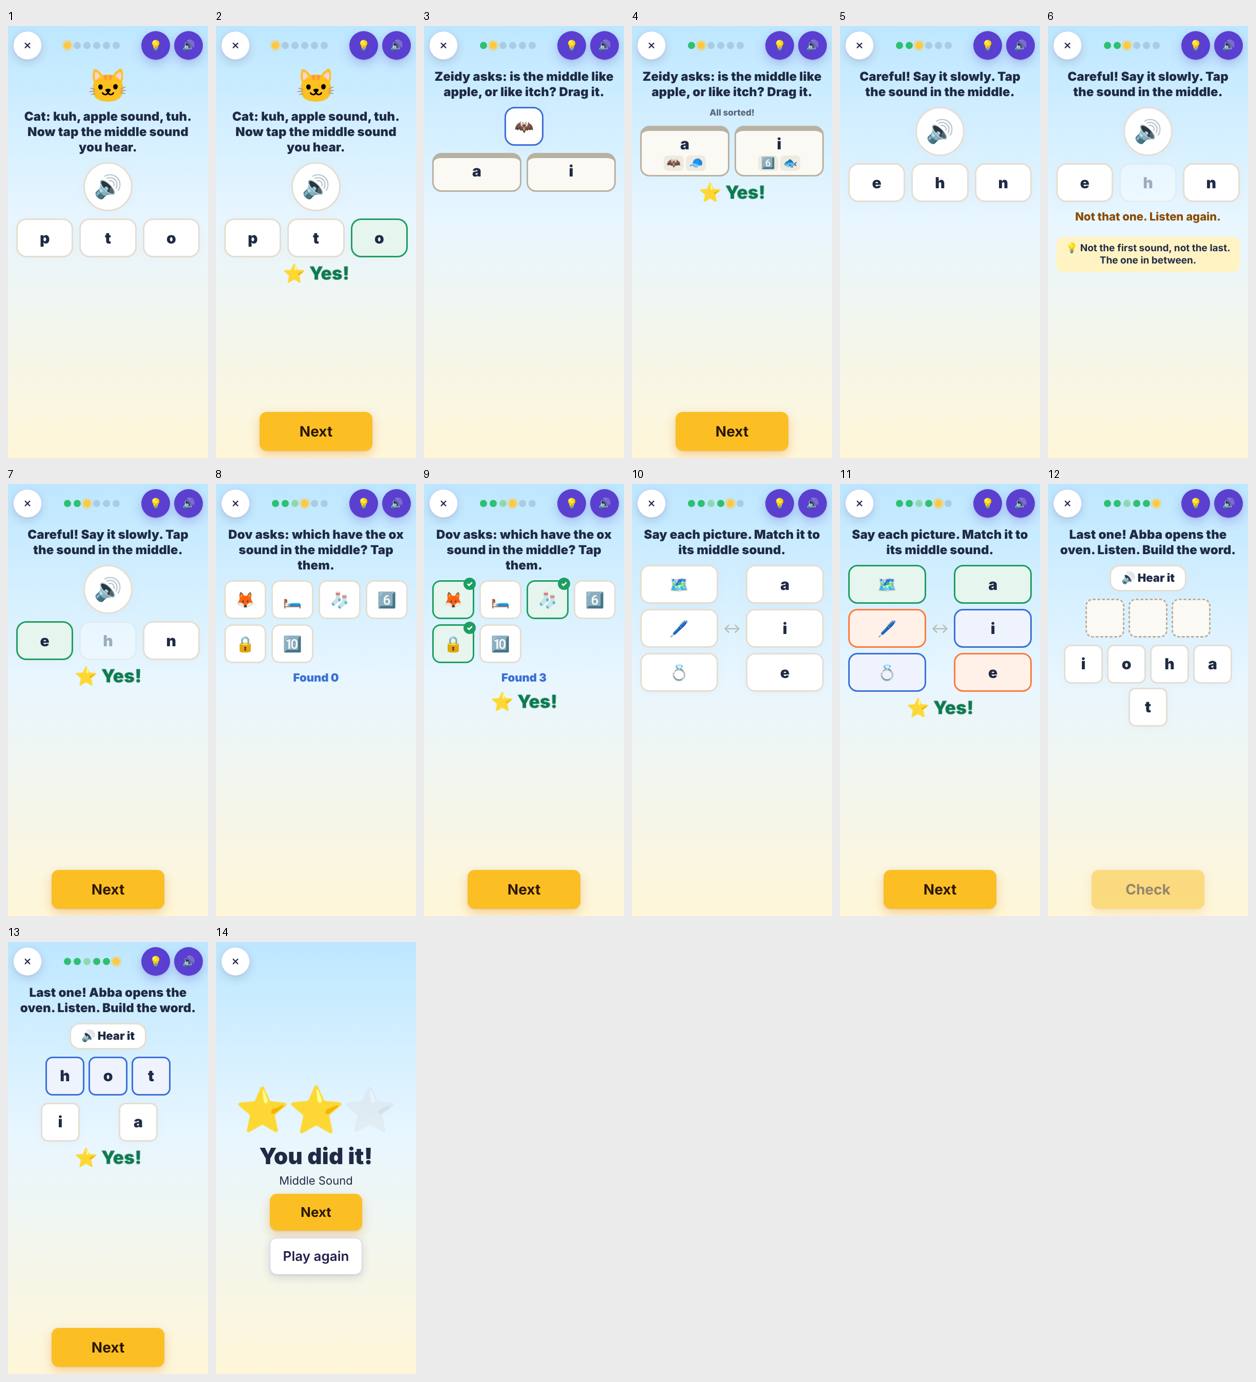 1
2
3
4
5
6
Cat: kuh, apple sound, tuh.
Now tap the middle sound
you hear.
p t o
Cat: kuh, apple sound, tuh.
Now tap the middle sound
you hear.
p t o
Yes!
Next
Zeidy asks: is the middle like
apple, or like itch? Drag it.
a i
Zeidy asks: is the middle like
apple, or like itch? Drag it.
All sorted!
a i
6
Yes!
Next
Careful! Say it slowly. Tap
the sound in the middle.
e h n
Careful! Say it slowly. Tap
the sound in the middle.
e h n
Not that one. Listen again.
Not the first sound, not the last.
The one in between.
7
8
9
10
11
12
Careful! Say it slowly. Tap
the sound in the middle.
e h n
Yes!
Next
Dov asks: which have the ox
sound in the middle? Tap
them.
6
10
Found 0
Dov asks: which have the ox
sound in the middle? Tap
them.
6
10
Found 3
Yes!
Next
Say each picture. Match it to
its middle sound.
a
i
e
Say each picture. Match it to
its middle sound.
a
i
e
Yes!
Next
Last one! Abba opens the
oven. Listen. Build the word.
Hear it
i o h a
t
Check
13
14
Last one! Abba opens the
oven. Listen. Build the word.
Hear it
h o t
i a
Yes!
Next
You did it!
Middle Sound
Next
Play again